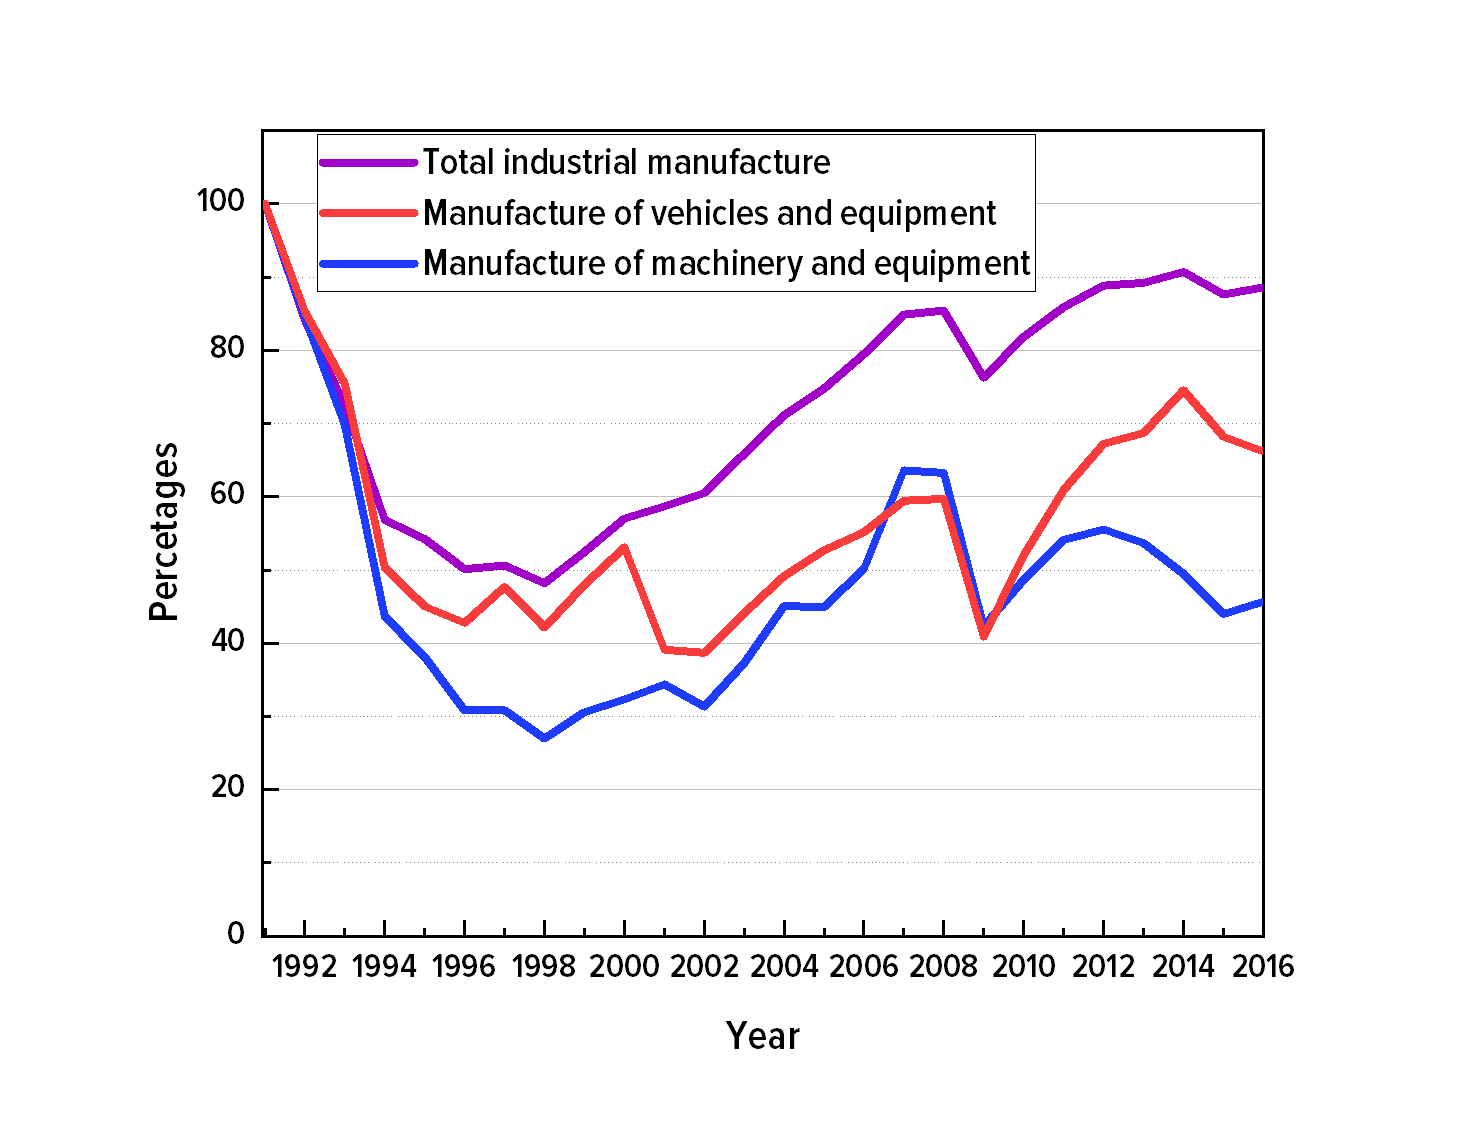 Total industrial manufacture
Manufacture of vehicles and equipment
Manufacture of machinery and equipment
100
80
60
40
20
0
Percetages
1992 1994 1996 1998 2000 2002 2004 2006 2008 2010 2012 2014 2016
Year